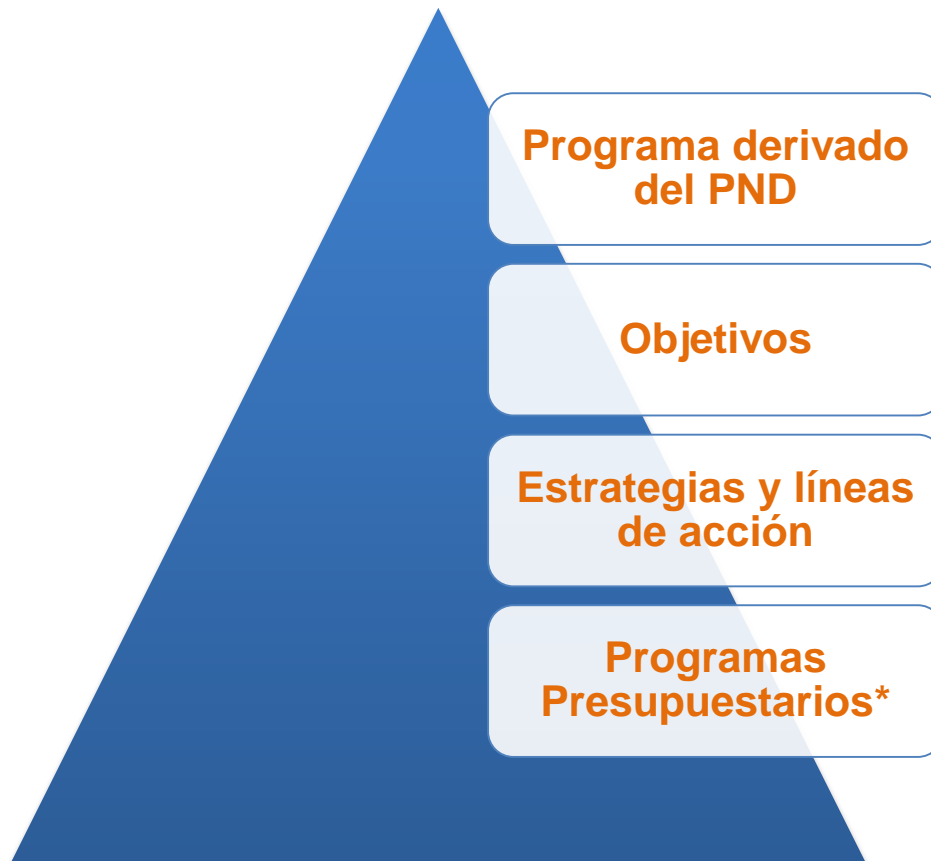 Programa derivado
del PND
Objetivos
Estrategias y líneas
de acción
Programas
Presupuestarios*